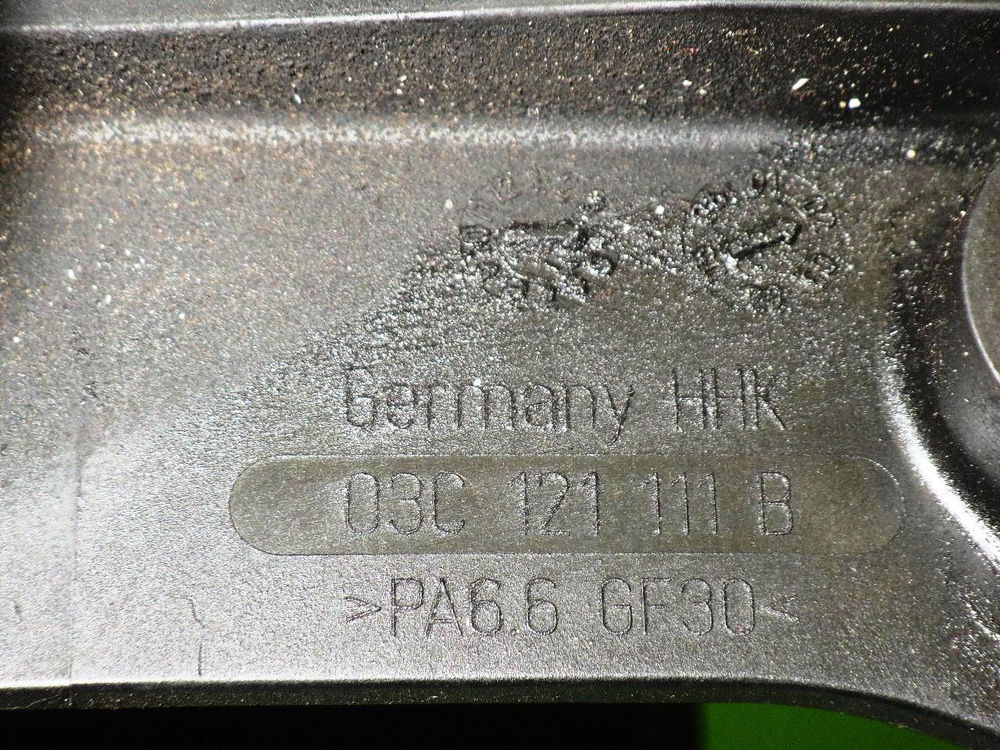 Germany HHK
03C 121 111 B
>PA6.6 GF30<